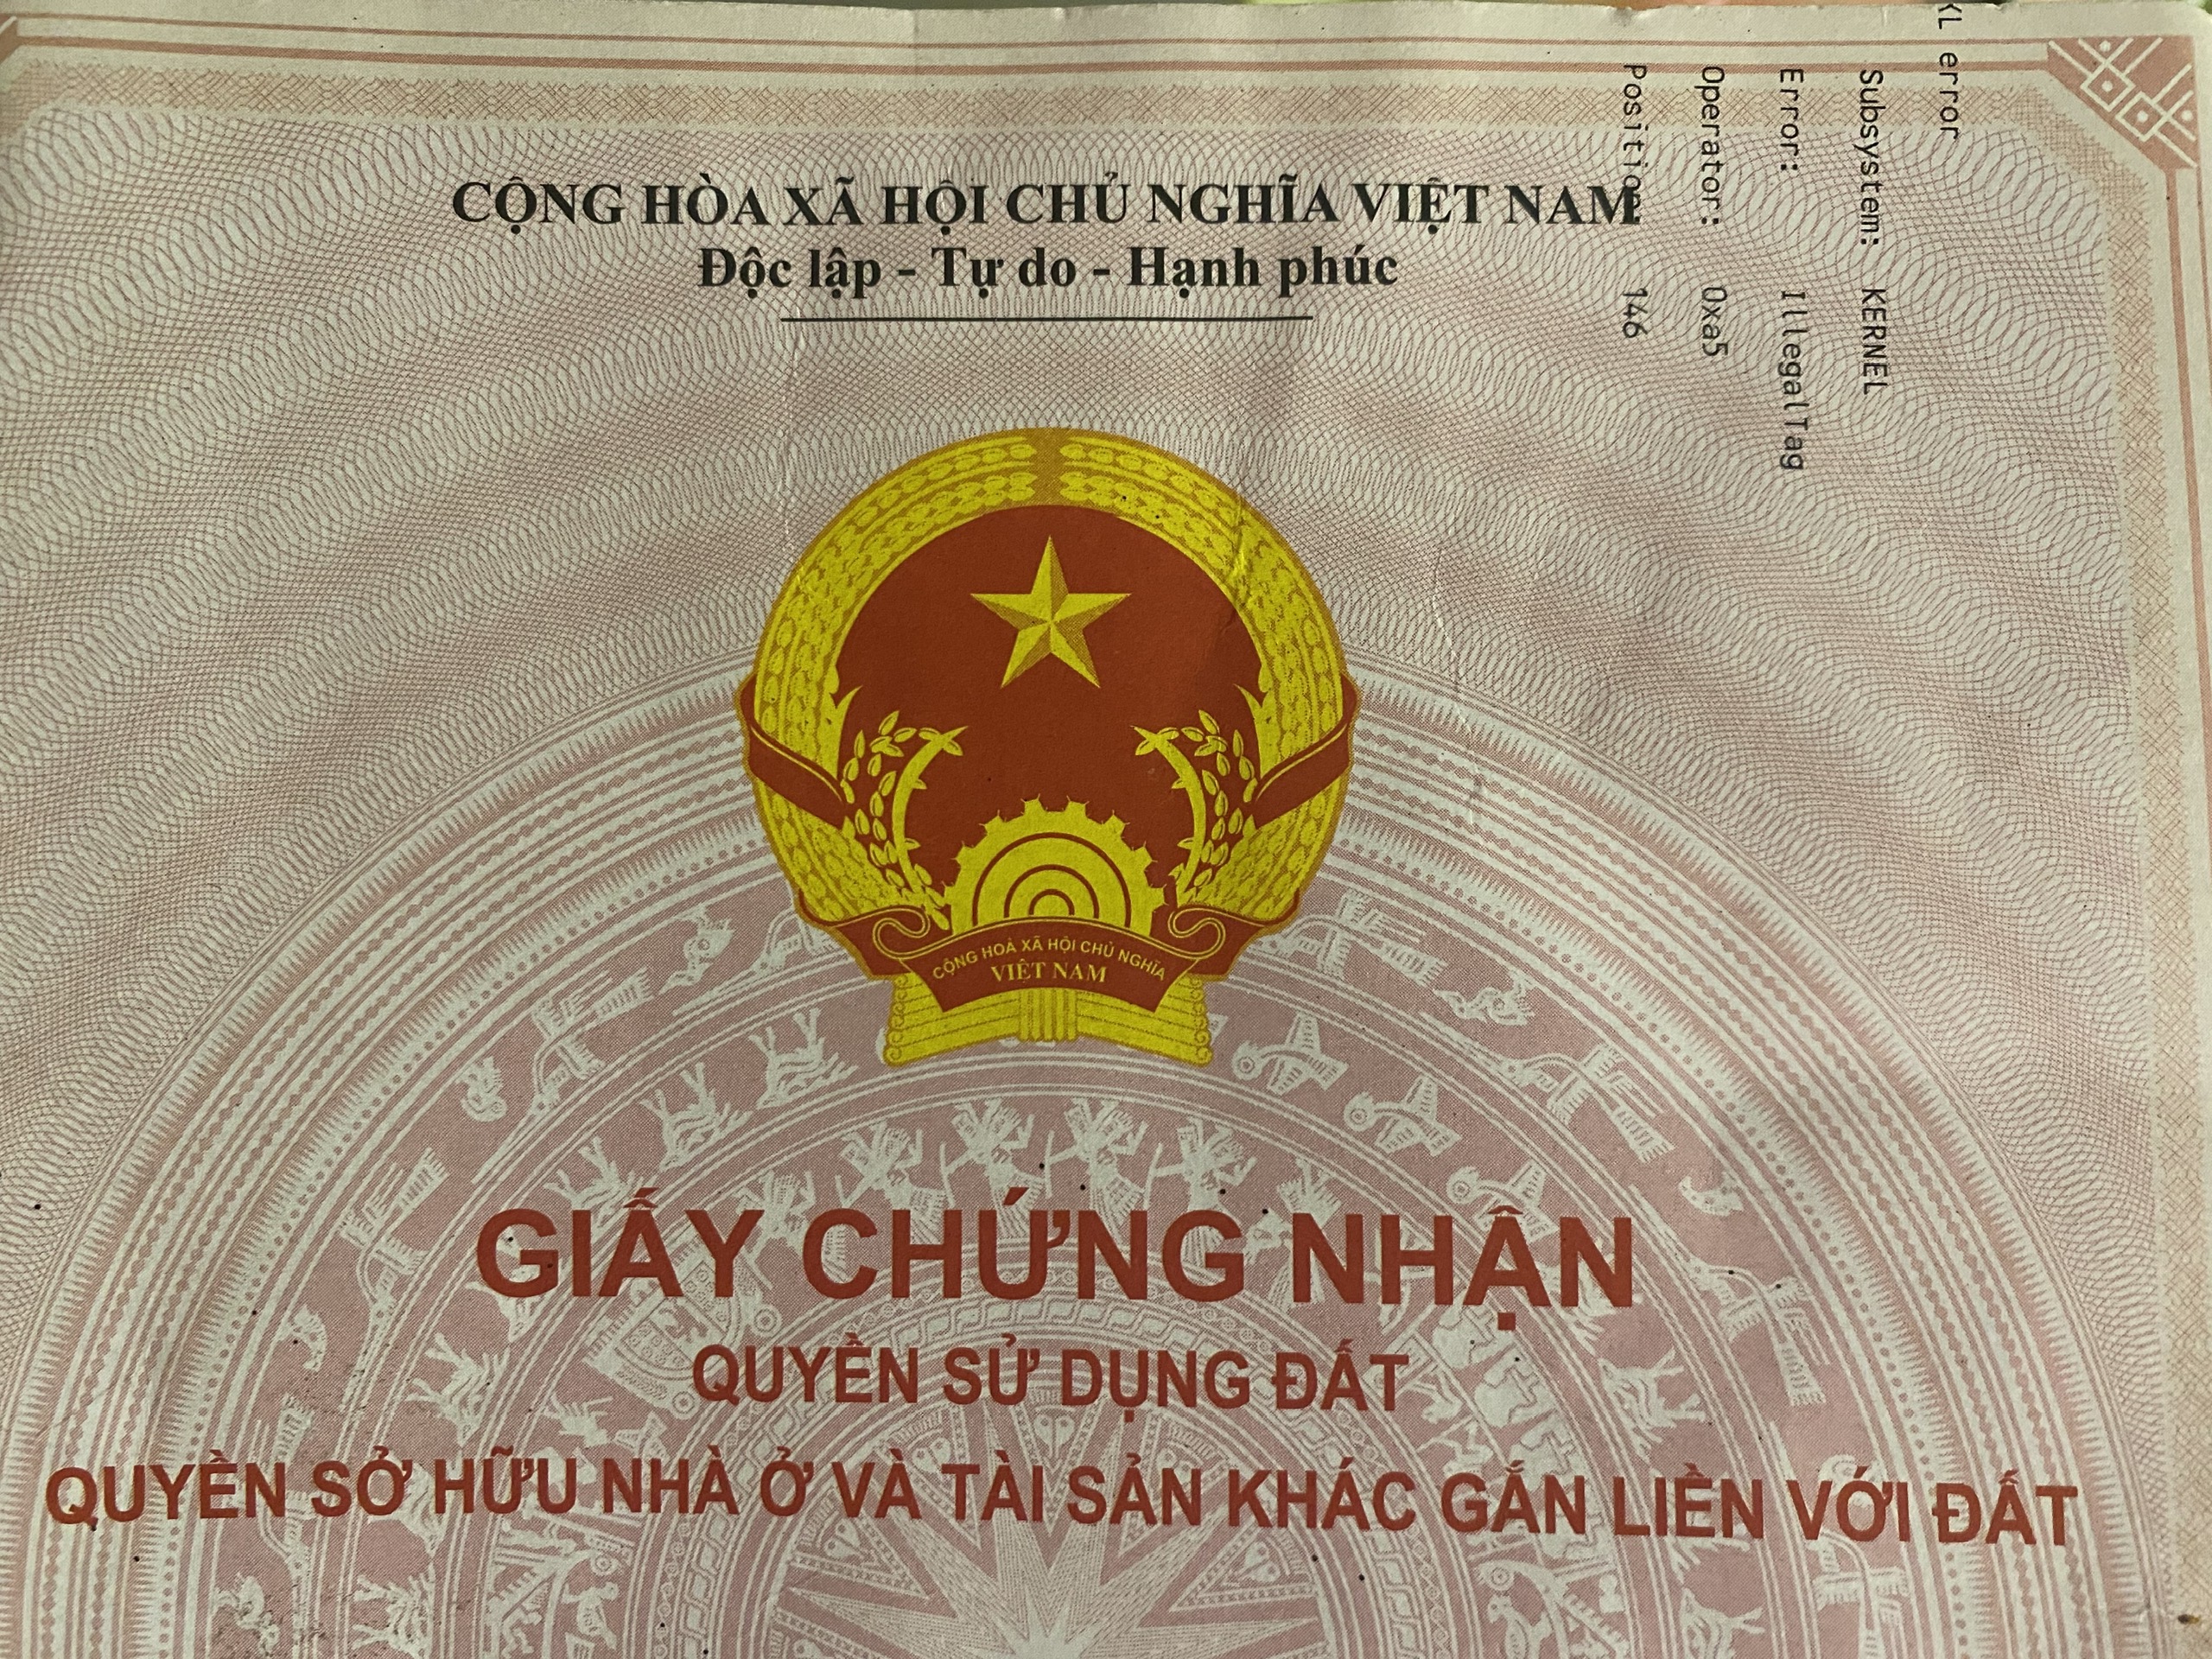 CỘNG HÒA XÃ HỘI CHỦ NGHĨA VIỆT NAM
Độc lập - Tự do - Hạnh phúc
CỘNG HOÀ XÃ HỘI CHỦ NGHĨA
VIỆT NAM
GIẤY CHỨNG NHẬN
QUYỀN SỬ DỤNG ĐẤT
QUYỀN SỞ HỮU NHÀ Ở VÀ TÀI SẢN KHÁC GẮN LIỀN VỚI ĐẤT
error
Subsystem: KERNEL
Error: IllegalTag
Operator: 0xa5
Position: 146